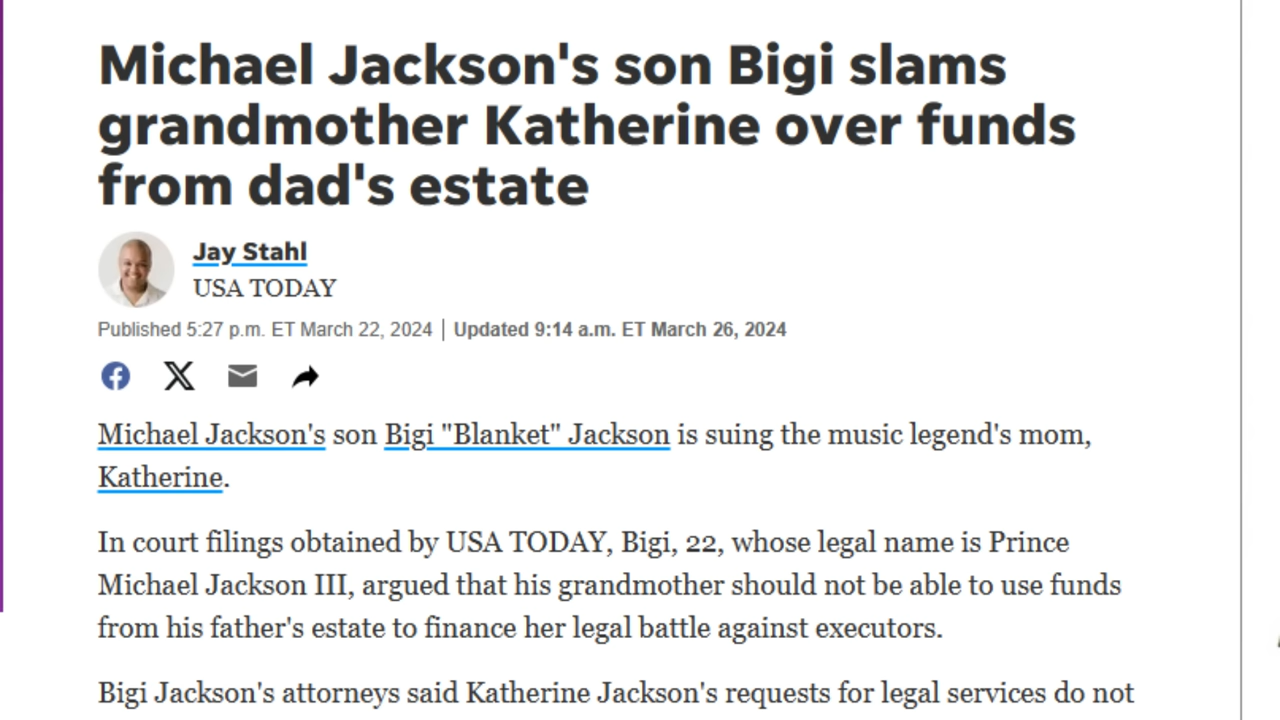 Michael Jackson's son Bigi slams
grandmother Katherine over funds
from dad's estate
Jay Stahl
USA TODAY
Published 5:27 p.m. ET March 22, 2024 | Updated 9:14 a.m. ET March 26, 2024
Michael Jackson's son Bigi "Blanket" Jackson is suing the music legend's mom,
Katherine.
In court filings obtained by USA TODAY, Bigi, 22, whose legal name is Prince
Michael Jackson III, argued that his grandmother should not be able to use funds
from his father's estate to finance her legal battle against executors.
Bigi Jackson's attorneys said Katherine Jackson's requests for legal services do not